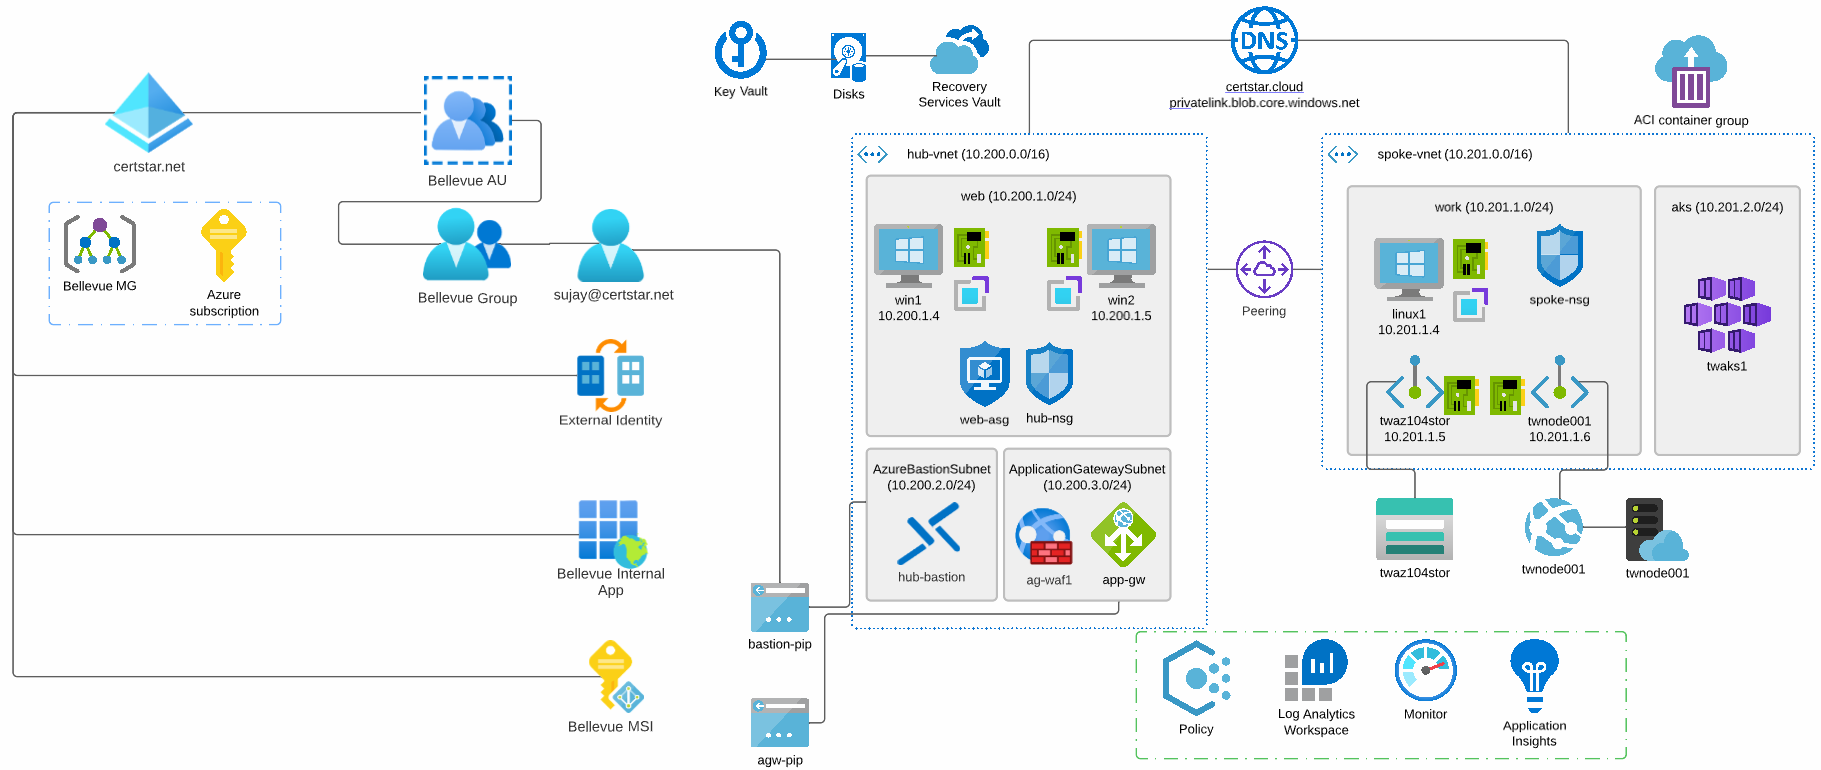 certstar.net
Bellevue AU
Bellevue MG
Azure
subscription
Bellevue Group
sujay@certstar.net
External Identity
Bellevue Internal
App
Bellevue MSI
Key Vault
Disks
Recovery
Services Vault
DNS
certstar.cloud
privatelink.blob.core.windows.net
ACI container group
hub-vnet (10.200.0.0/16)
web (10.200.1.0/24)
win1
10.200.1.4
win2
10.200.1.5
web-asg
hub-nsg
AzureBastionSubnet
(10.200.2.0/24)
hub-bastion
ApplicationGatewaySubnet
(10.200.3.0/24)
ag-waf1
app-gw
bastion-pip
agw-pip
Peering
spoke-vnet (10.201.0.0/16)
work (10.201.1.0/24)
linux1
10.201.1.4
spoke-nsg
twaz104stor
10.201.1.5
twnode001
10.201.1.6
aks (10.201.2.0/24)
twaks1
twaz104stor
twnode001
twnode001
Policy
Log Analytics
Workspace
Monitor
Application
Insights